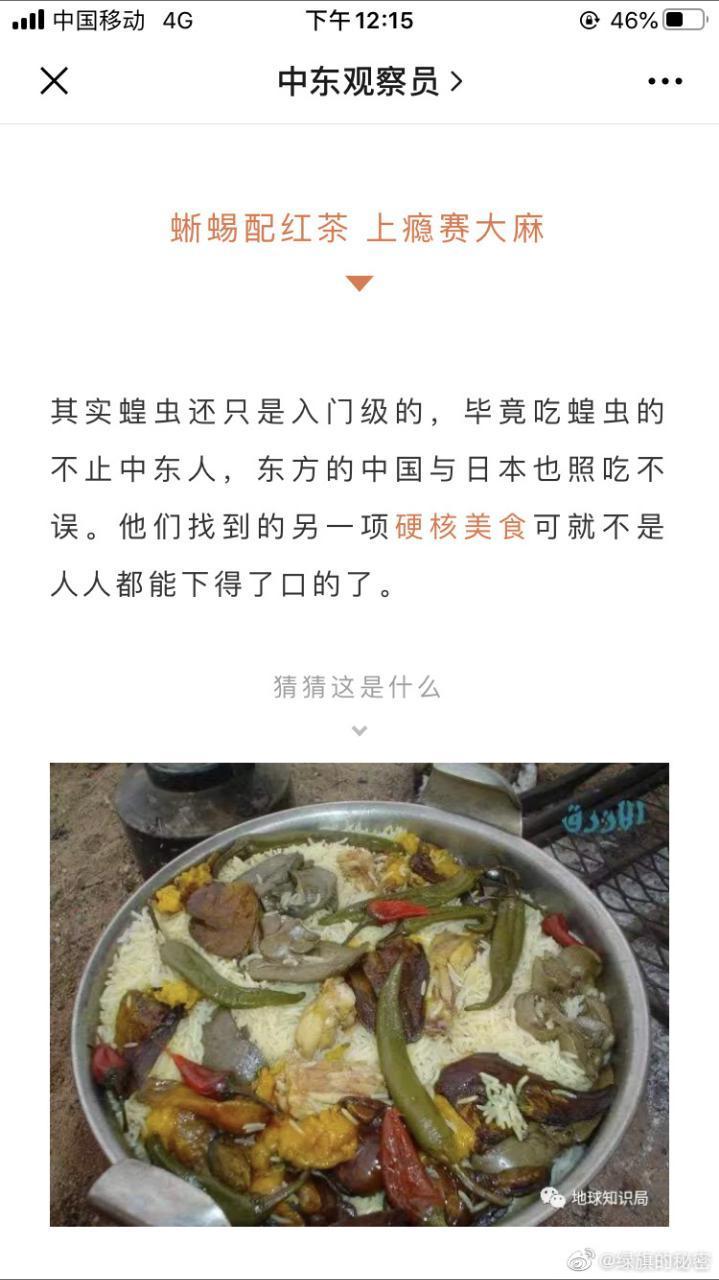 中国移动 4G 下午12:15 46%
中东观察员
蜥蜴配红茶 上瘾赛大麻
其实蝗虫还只是入门级的，毕竟吃蝗虫的
不止中东人，东方的中国与日本也照吃不
误。他们找到的另一项硬核美食可就不是
人人都能下得了口的了。
猜猜这是什么
الازرق
地球知识局
@绿旗的秘密